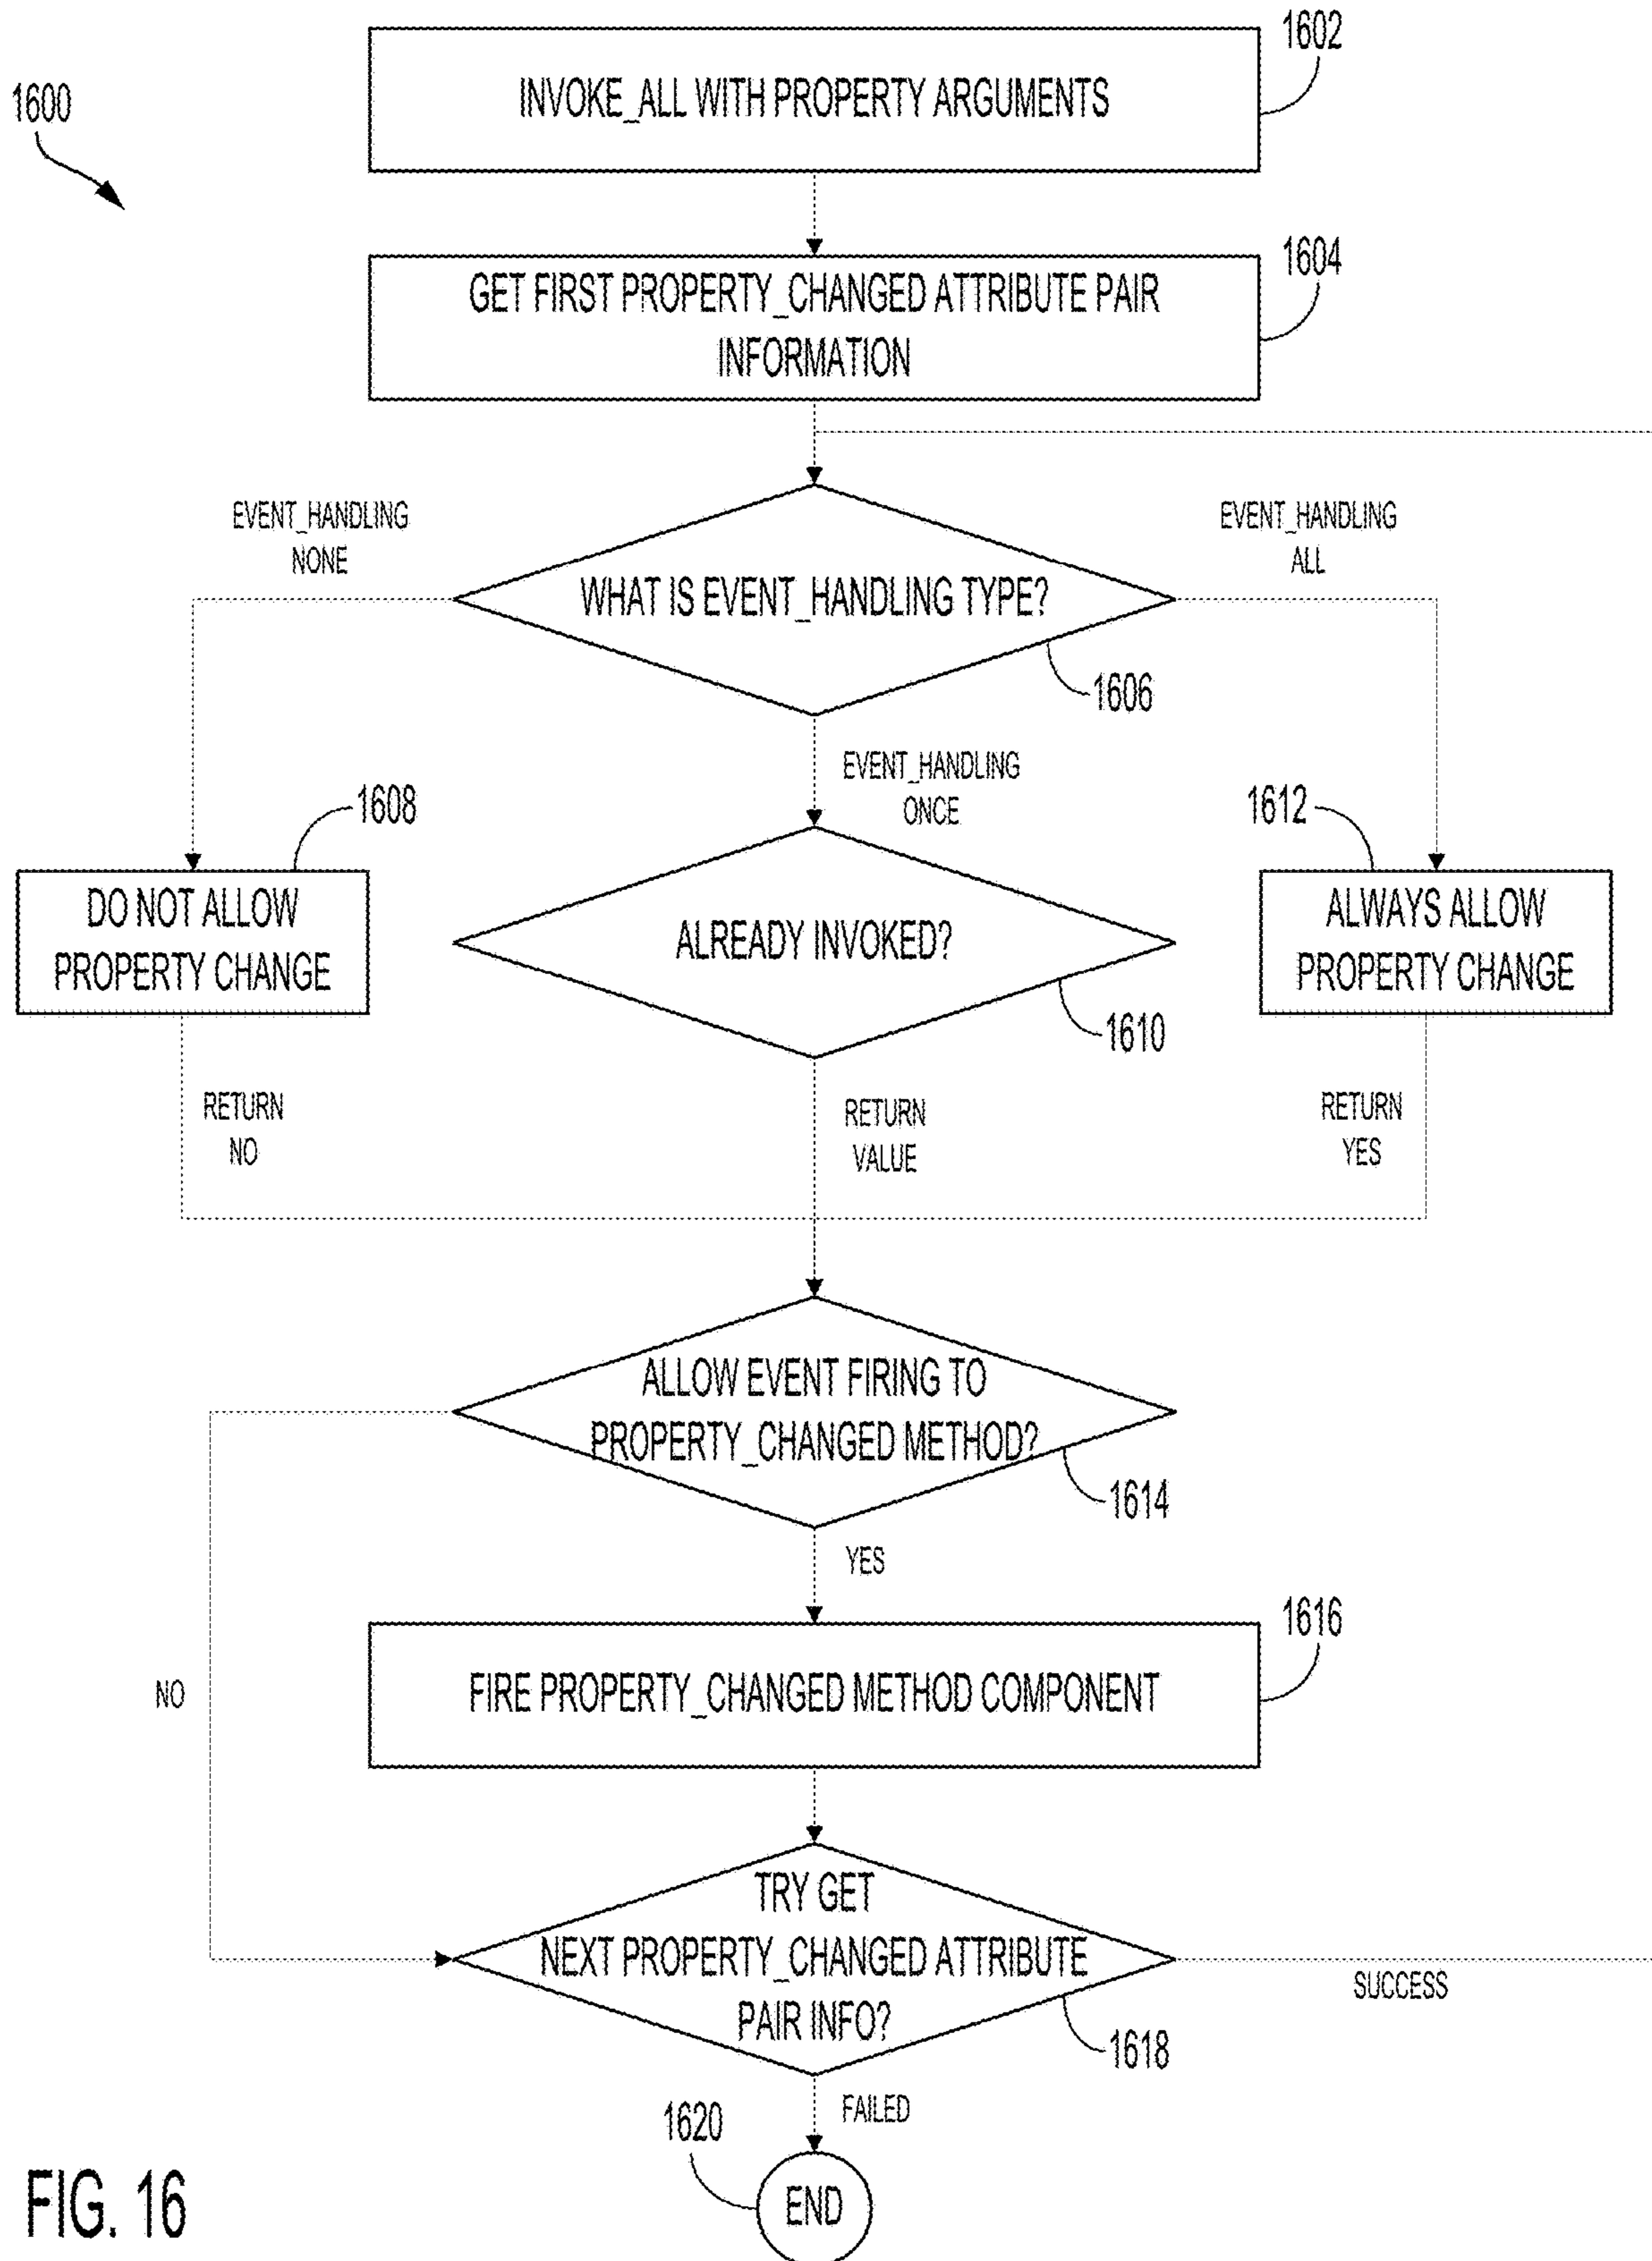 1602
INVOKE_ALL WITH PROPERTY ARGUMENTS
1600
1604
GET FIRST PROPERTY_CHANGED ATTRIBUTE PAIR
INFORMATION
EVENT_HANDLING
NONE
EVENT_HANDLING
ALL
WHAT IS EVENT_HANDLING TYPE?
1606
EVENT_HANDLING
ONCE
1608
1612
DO NOT ALLOW
PROPERTY CHANGE
ALREADY INVOKED?
ALWAYS ALLOW
PROPERTY CHANGE
1610
RETURN
NO
RETURN
VALUE
RETURN
YES
ALLOW EVENT FIRING TO
PROPERTY_CHANGED METHOD?
1614
YES
1616
NO
FIRE PROPERTY_CHANGED METHOD COMPONENT
TRY GET
NEXT PROPERTY_CHANGED ATTRIBUTE
PAIR INFO?
SUCCESS
1618
FAILED
1620
END
FIG. 16